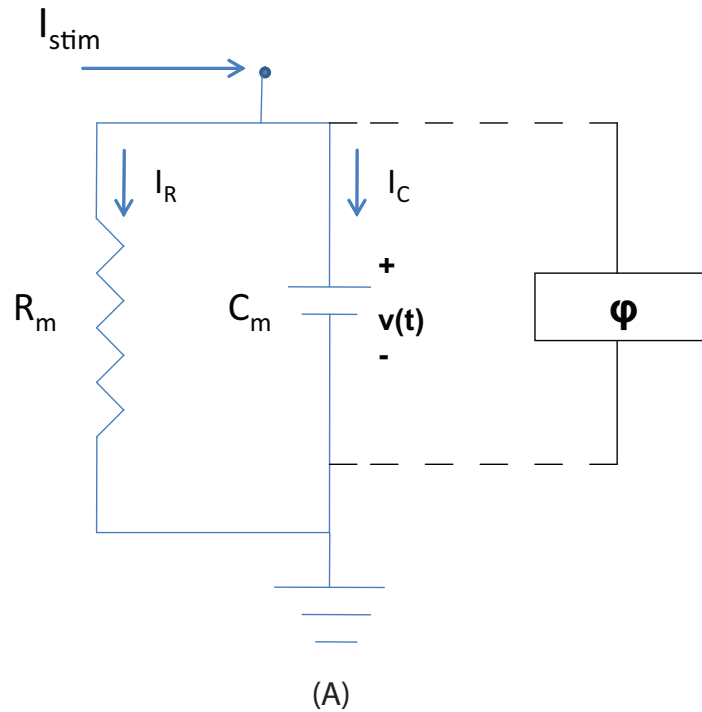 I_stim
I_R
I_C
+
R_m
C_m
v(t)
φ
-
(A)